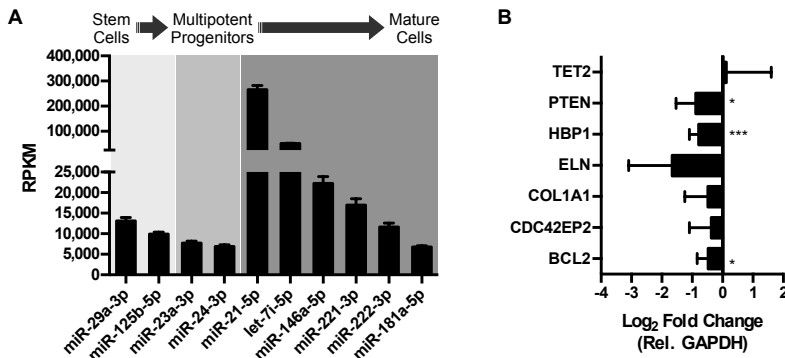 A
Stem
Cells
Multipotent
Progenitors
Mature
Cells
RPKM
400,000
300,000
200,000
100,000
25,000
20,000
15,000
10,000
5,000
0
miR-29a-3p
miR-125b-5p
miR-23a-3p
miR-24-3p
miR-21-5p
let-7i-5p
miR-146a-5p
miR-221-3p
miR-222-3p
miR-181a-5p
B
TET2
PTEN *
HBP1 ***
ELN
COL1A1
CDC42EP2
BCL2 *
-4 -3 -2 -1 0 1 2
Log2 Fold Change
(Rel. GAPDH)